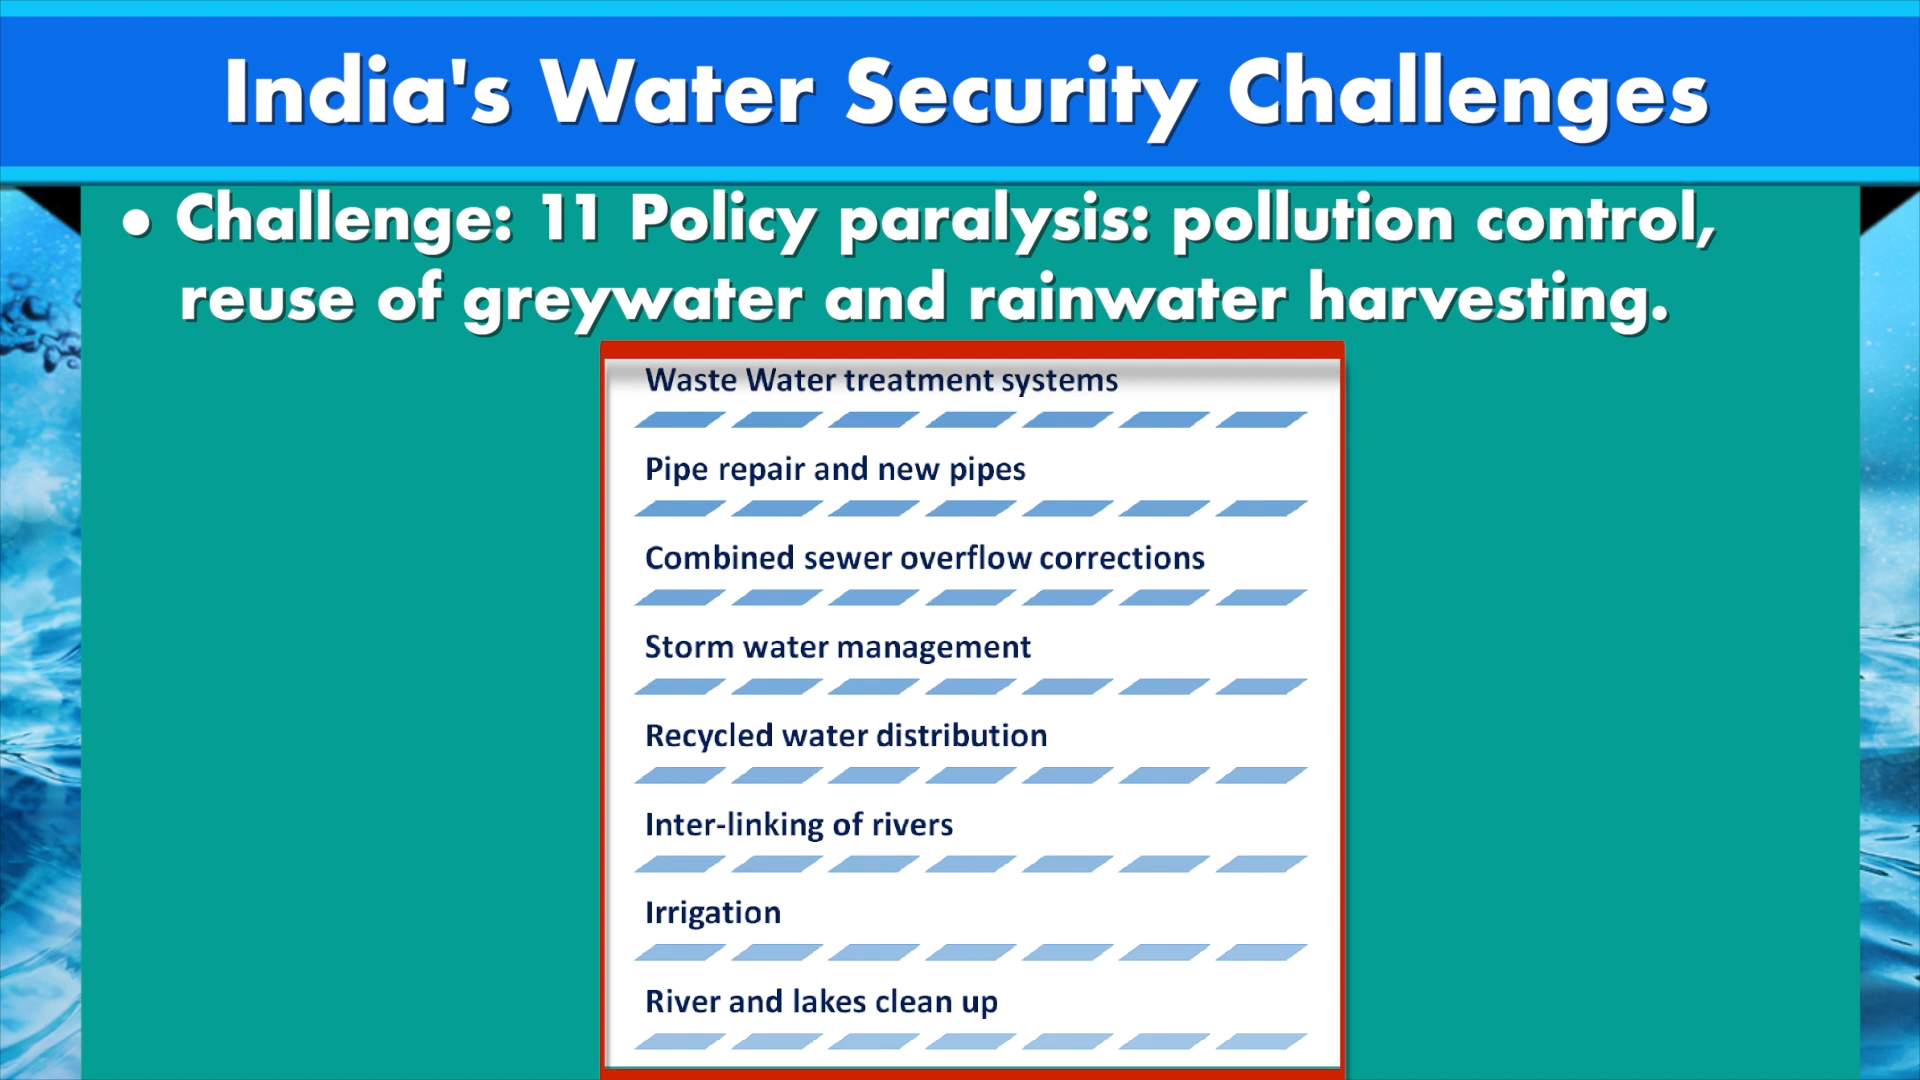 India's Water Security Challenges
• Challenge: 11 Policy paralysis: pollution control,
reuse of greywater and rainwater harvesting.
Waste Water treatment systems
Pipe repair and new pipes
Combined sewer overflow corrections
Storm water management
Recycled water distribution
Inter-linking of rivers
Irrigation
River and lakes clean up